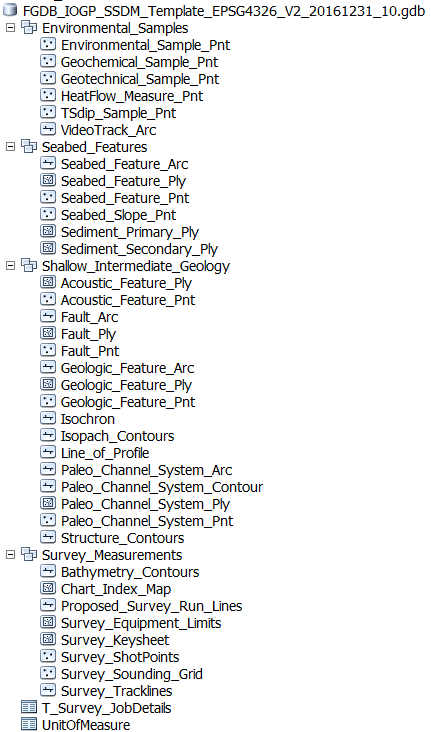 FGDB_IOGP_SSDM_Template_EPSG4326_V2_20161231_10.gdb
Environmental_Samples
Environmental_Sample_Pnt
Geochemical_Sample_Pnt
Geotechnical_Sample_Pnt
HeatFlow_Measure_Pnt
TSdip_Sample_Pnt
VideoTrack_Arc
Seabed_Features
Seabed_Feature_Arc
Seabed_Feature_Ply
Seabed_Feature_Pnt
Seabed_Slope_Pnt
Sediment_Primary_Ply
Sediment_Secondary_Ply
Shallow_Intermediate_Geology
Acoustic_Feature_Ply
Acoustic_Feature_Pnt
Fault_Arc
Fault_Ply
Fault_Pnt
Geologic_Feature_Arc
Geologic_Feature_Ply
Geologic_Feature_Pnt
Isochron
Isopach_Contours
Line_of_Profile
Paleo_Channel_System_Arc
Paleo_Channel_System_Contour
Paleo_Channel_System_Ply
Paleo_Channel_System_Pnt
Structure_Contours
Survey_Measurements
Bathymetry_Contours
Chart_Index_Map
Proposed_Survey_Run_Lines
Survey_Equipment_Limits
Survey_Keysheet
Survey_ShotPoints
Survey_Sounding_Grid
Survey_Tracklines
T_Survey_JobDetails
UnitOfMeasure